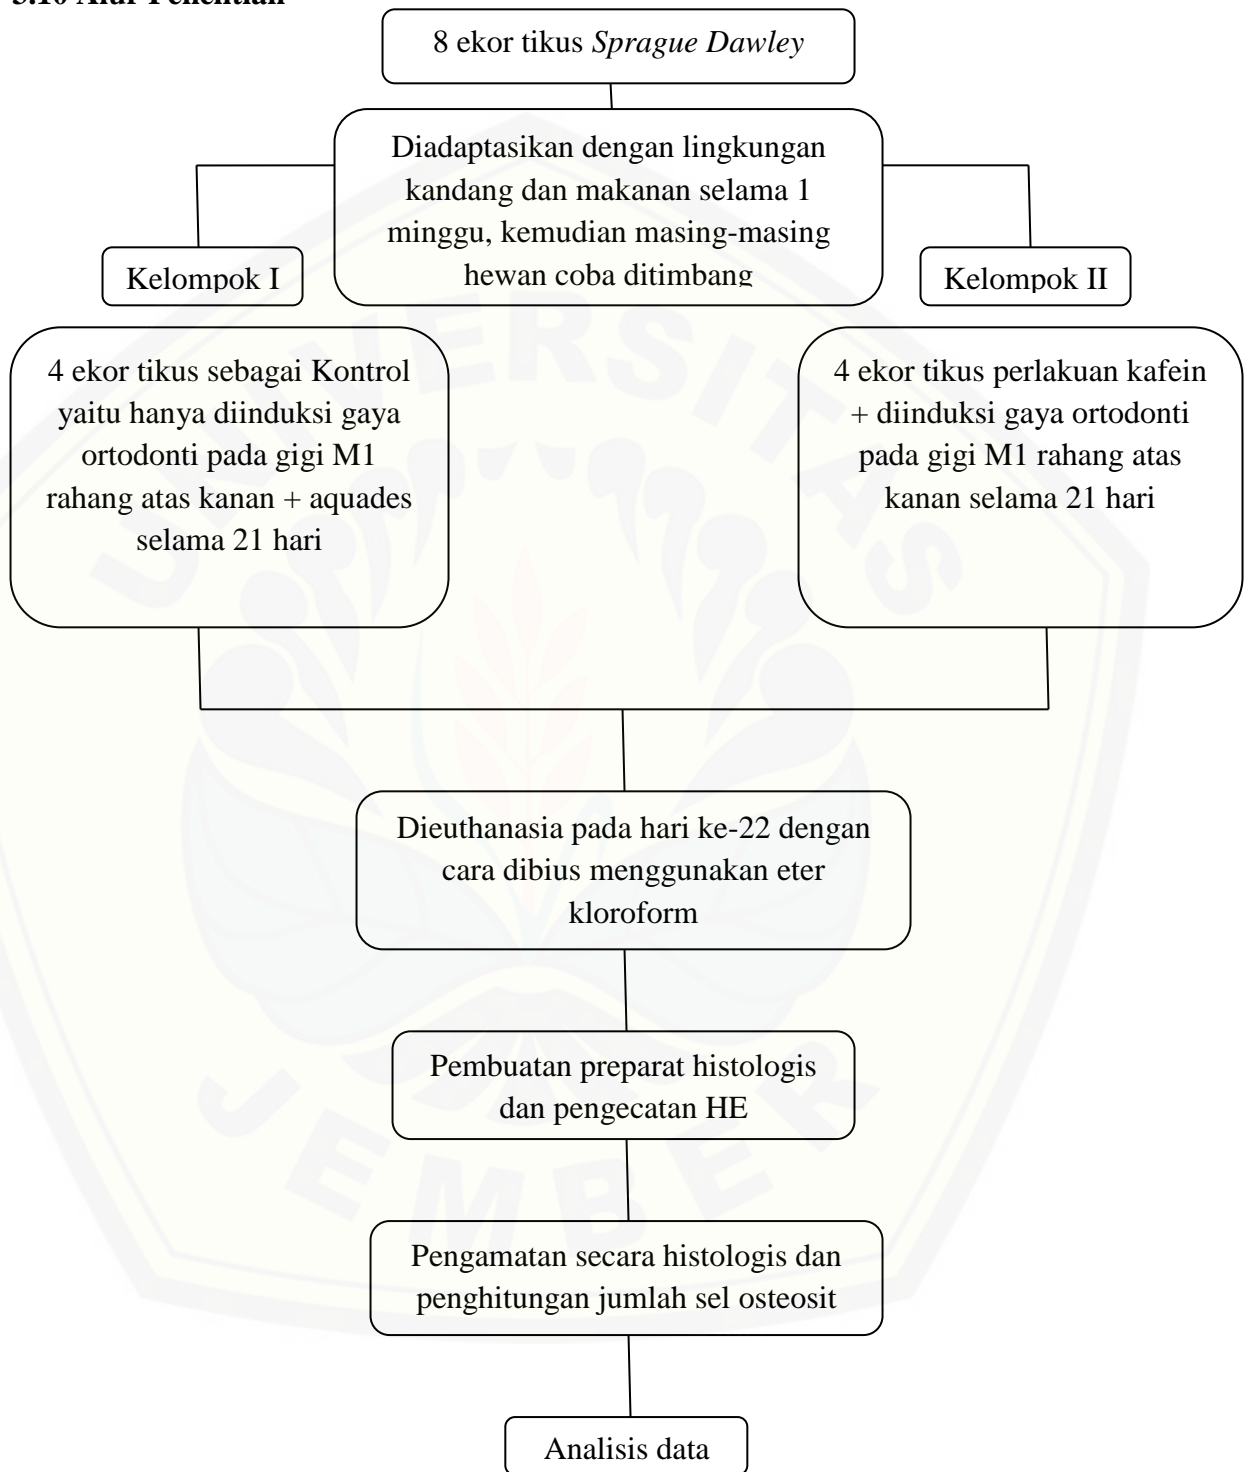 3.10 Alur Penelitian
8 ekor tikus Sprague Dawley
Diadaptasikan dengan lingkungan
kandang dan makanan selama 1
minggu, kemudian masing-masing
hewan coba ditimbang
Kelompok I
Kelompok II
4 ekor tikus sebagai Kontrol
yaitu hanya diinduksi gaya
ortodonti pada gigi M1
rahang atas kanan + aquades
selama 21 hari
4 ekor tikus perlakuan kafein
+ diinduksi gaya ortodonti
pada gigi M1 rahang atas
kanan selama 21 hari
Dieuthanasia pada hari ke-22 dengan
cara dibius menggunakan eter
kloroform
Pembuatan preparat histologis
dan pengecatan HE
Pengamatan secara histologis dan
penghitungan jumlah sel osteosit
Analisis data
UNIVERSITAS
JEMBER